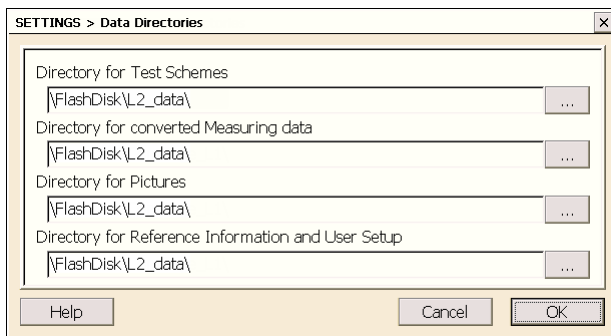 SETTINGS > Data Directories
Directory for Test Schemes
\FlashDisk\L2_data\
...
Directory for converted Measuring data
\FlashDisk\L2_data\
...
Directory for Pictures
\FlashDisk\L2_data\
...
Directory for Reference Information and User Setup
\FlashDisk\L2_data\
...
Help
Cancel
OK